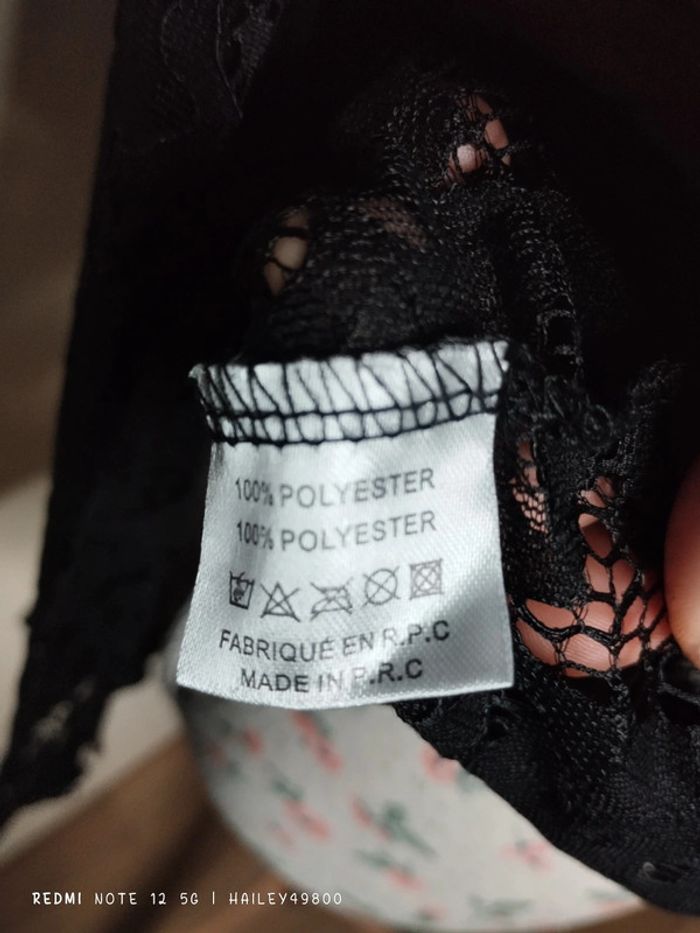 100% POLYESTER
100% POLYESTER
FABRIQUÉ EN R.P.C
MADE IN P.R.C
REDMI NOTE 12 5G | HAILEY49800